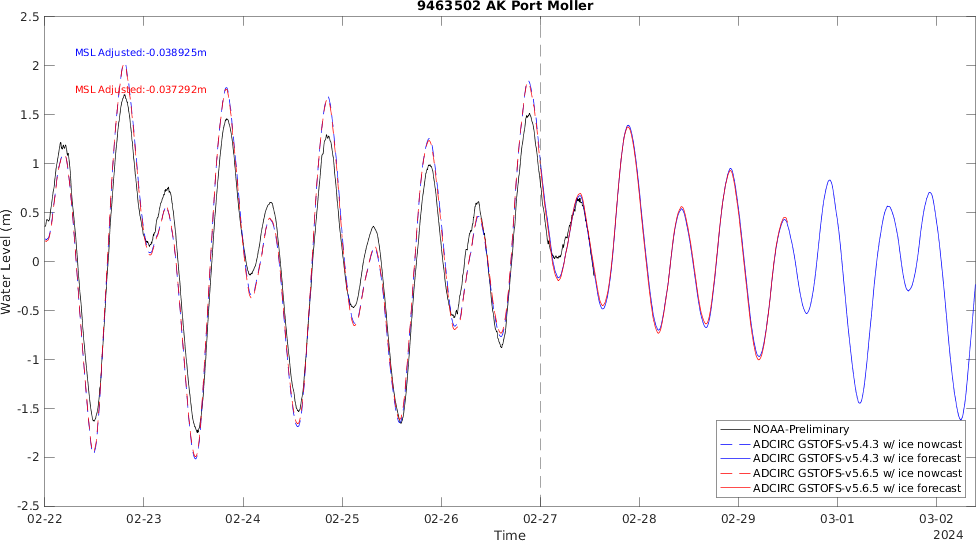 9463502 AK Port Moller
MSL Adjusted:-0.038925m
MSL Adjusted:-0.037292m
Water Level (m)
2.5
2
1.5
1
0.5
0
-0.5
-1
-1.5
-2
-2.5
NOAA-Preliminary
ADCIRC GSTOFS-v5.4.3 w/ ice nowcast
ADCIRC GSTOFS-v5.4.3 w/ ice forecast
ADCIRC GSTOFS-v5.6.5 w/ ice nowcast
ADCIRC GSTOFS-v5.6.5 w/ ice forecast
02-22 02-23 02-24 02-25 02-26 02-27 02-28 02-29 03-01 03-02
Time
2024